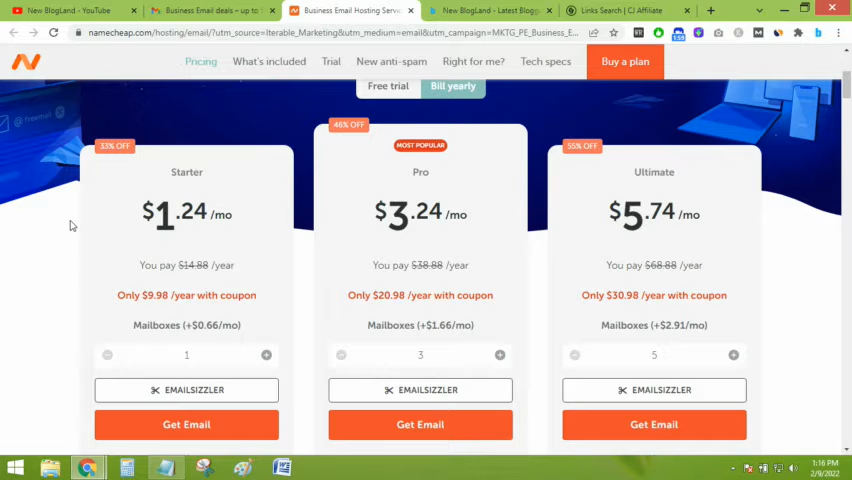 New BlogLand - YouTube
Business Email deals – up to
Business Email Hosting Servic
New BlogLand - Latest Blogg
Links Search | CJ Affiliate
namecheap.com/hosting/email/?utm_source=Iterable_Marketing&utm_medium=email&utm_campaign=MKTG_PE_Business_E...
Pricing
What's included
Trial
New anti-spam
Right for me?
Tech specs
Buy a plan
@freemail
Free trial
Bill yearly
33% OFF
Starter
$1.24 /mo
You pay $14.88 /year
Only $9.98 /year with coupon
Mailboxes (+$0.66/mo)
1
EMAILSIZZLER
Get Email
46% OFF
MOST POPULAR
Pro
$3.24 /mo
You pay $38.88 /year
Only $20.98 /year with coupon
Mailboxes (+$1.66/mo)
3
EMAILSIZZLER
Get Email
55% OFF
Ultimate
$5.74 /mo
You pay $68.88 /year
Only $30.98 /year with coupon
Mailboxes (+$2.91/mo)
5
EMAILSIZZLER
Get Email
1:16 PM
2/9/2022